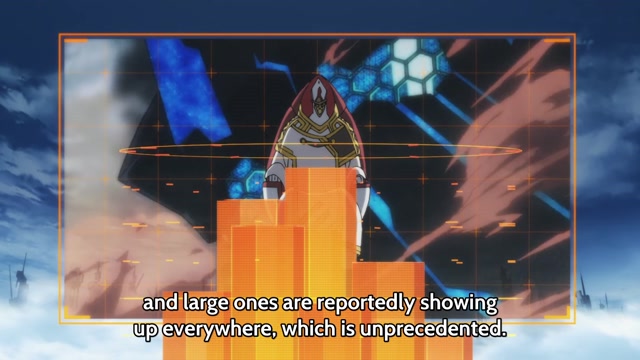 and large ones are reportedly showing
up everywhere, which is unprecedented.